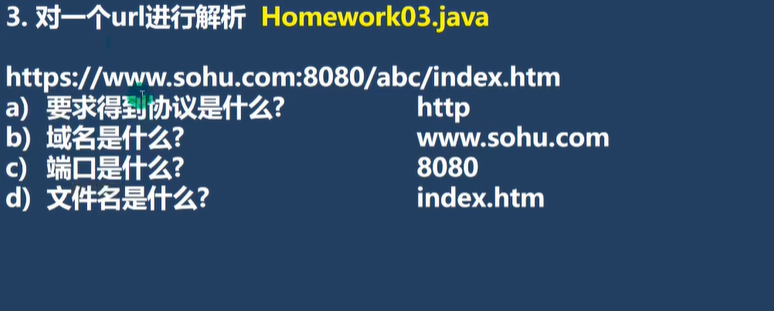 3. 对一个url进行解析 Homework03.java
https://www.sohu.com:8080/abc/index.htm
a) 要求得到协议是什么? http
b) 域名是什么? www.sohu.com
c) 端口是什么? 8080
d) 文件名是什么? index.htm